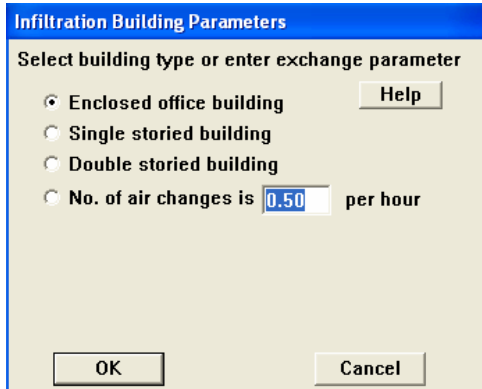 Infiltration Building Parameters
Select building type or enter exchange parameter
Enclosed office building
Help
Single storied building
Double storied building
No. of air changes is 0.50 per hour
OK
Cancel